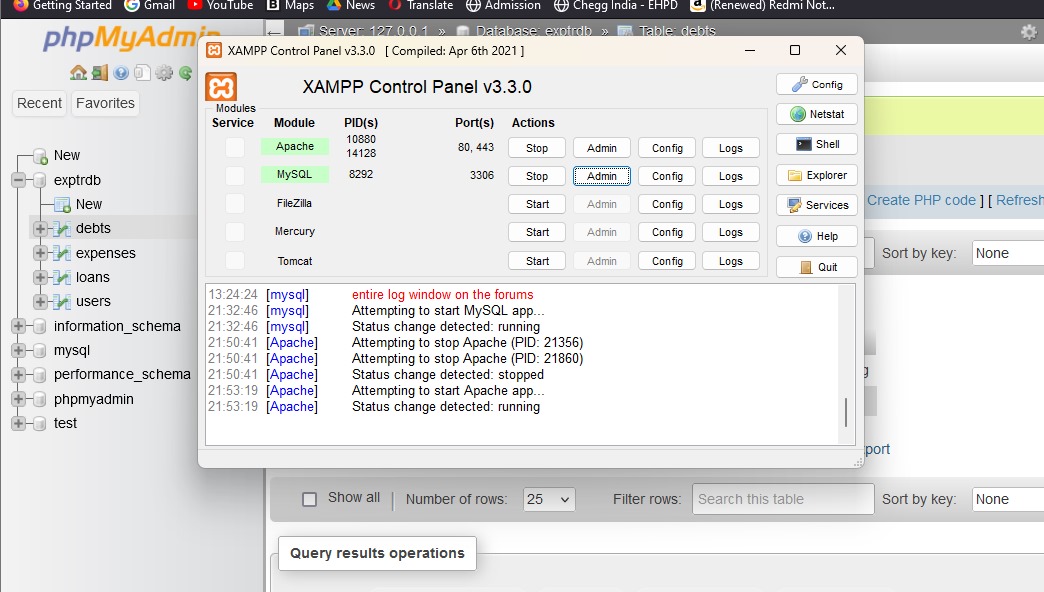 Getting Started Gmail YouTube Maps News Translate Admission Chegg India - EHPD (Renewed) Redmi Not...
phpMyAdmin
Server: 127.0.0.1 » Database: exptrdb » Table: debts
Recent Favorites
New
exptrdb
New
debts
expenses
loans
users
information_schema
mysql
performance_schema
phpmyadmin
test
XAMPP Control Panel v3.3.0 [ Compiled: Apr 6th 2021 ]
XAMPP Control Panel v3.3.0
Modules
Service Module PID(s) Port(s) Actions
Apache 10880 14128 80, 443 Stop Admin Config Logs
MySQL 8292 3306 Stop Admin Config Logs
FileZilla Start Admin Config Logs
Mercury Start Admin Config Logs
Tomcat Start Admin Config Logs
Config
Netstat
Shell
Explorer
Services
Help
Quit
13:24:24 [mysql] entire log window on the forums
21:32:46 [mysql] Attempting to start MySQL app...
21:32:46 [mysql] Status change detected: running
21:50:41 [Apache] Attempting to stop Apache (PID: 21356)
21:50:41 [Apache] Attempting to stop Apache (PID: 21860)
21:50:41 [Apache] Status change detected: stopped
21:53:19 [Apache] Attempting to start Apache app...
21:53:19 [Apache] Status change detected: running
Create PHP code ] [ Refresh
Sort by key: None
port
Show all Number of rows: 25 Filter rows: Search this table Sort by key: None
Query results operations